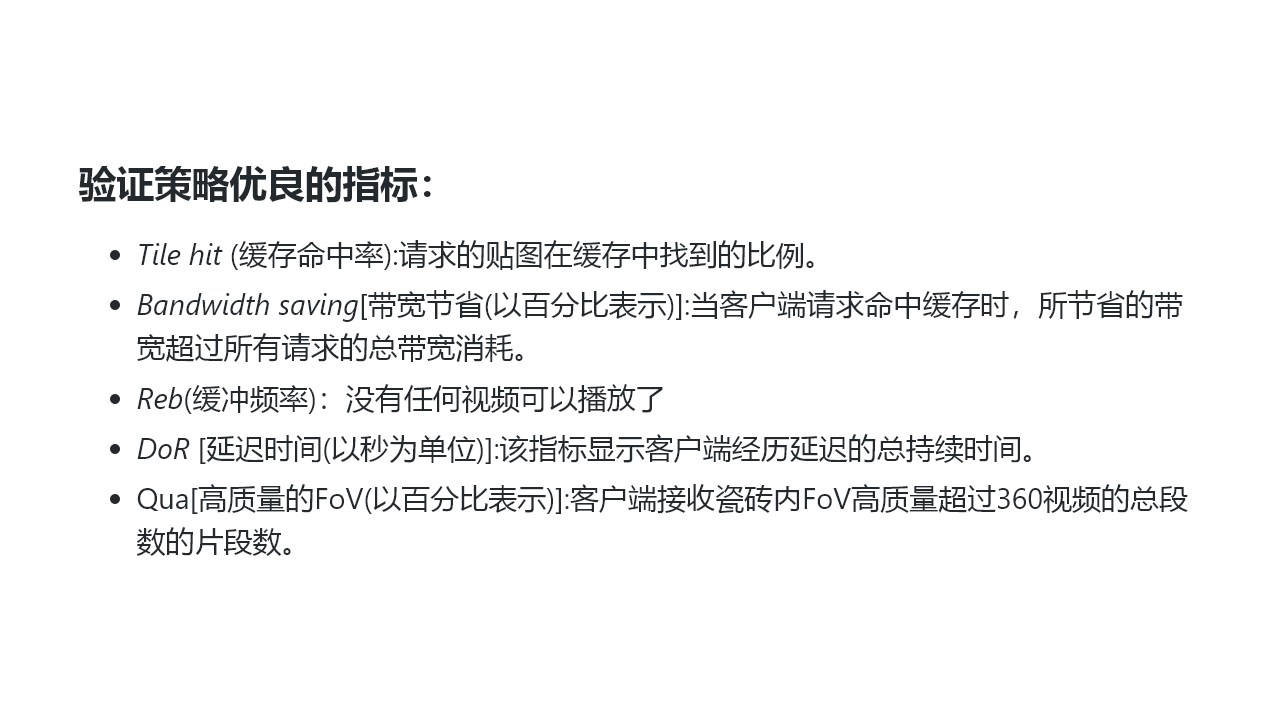 验证策略优良的指标：
• Tile hit (缓存命中率):请求的贴图在缓存中找到的比例。
• Bandwidth saving[带宽节省(以百分比表示)]:当客户端请求命中缓存时，所节省的带
宽超过所有请求的总带宽消耗。
• Reb(缓冲频率)：没有任何视频可以播放了
• DoR [延迟时间(以秒为单位)]:该指标显示客户端经历延迟的总持续时间。
• Qua[高质量的FoV(以百分比表示)]:客户端接收瓷砖内FoV高质量超过360视频的总段
数的片段数。